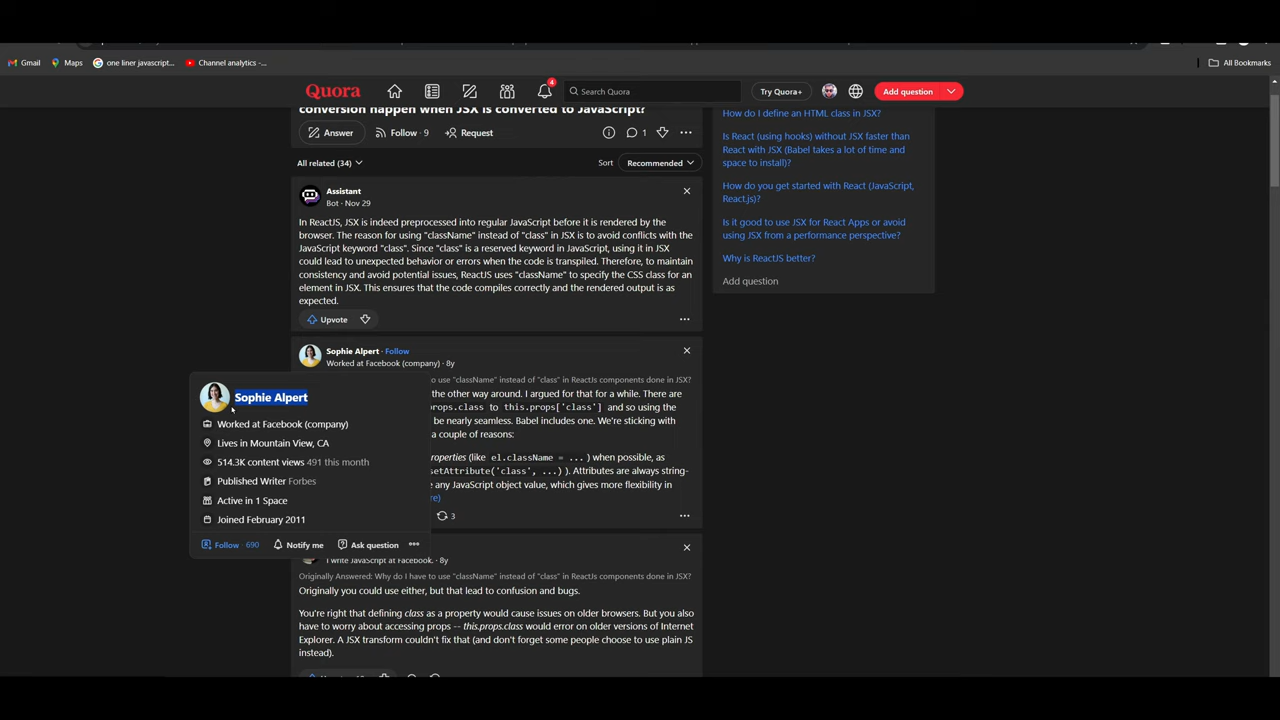 Gmail
Maps
one liner javascript...
Channel analytics -...
All Bookmarks
Quora
4
Search Quora
Try Quora+
Add question
conversion happen when JSX is converted to JavaScript?
Answer
Follow · 9
Request
1
All related (34)
Sort
Recommended
Assistant
Bot · Nov 29
In ReactJS, JSX is indeed preprocessed into regular JavaScript before it is rendered by the
browser. The reason for using "className" instead of "class" in JSX is to avoid conflicts with the
JavaScript keyword "class". Since "class" is a reserved keyword in JavaScript, using it in JSX
could lead to unexpected behavior or errors when the code is transpiled. Therefore, to maintain
consistency and avoid potential issues, ReactJS uses "className" to specify the CSS class for an
element in JSX. This ensures that the code compiles correctly and the rendered output is as
expected.
Upvote
Sophie Alpert · Follow
Worked at Facebook (company) · 8y
to use "className" instead of "class" in ReactJs components done in JSX?
the other way around. I argued for that for a while. There are
props.class to this.props['class'] and so using the
be nearly seamless. Babel includes one. We're sticking with
a couple of reasons:
roperties (like el.className = ... ) when possible, as
setAttribute('class', ...) ). Attributes are always string-
e any JavaScript object value, which gives more flexibility in
re)
3
Sophie Alpert
Worked at Facebook (company)
Lives in Mountain View, CA
514.3K content views 491 this month
Published Writer Forbes
Active in 1 Space
Joined February 2011
Follow 690
Notify me
Ask question
I write JavaScript at Facebook. · 8y
Originally Answered: Why do I have to use "className" instead of "class" in ReactJs components done in JSX?
Originally you could use either, but that lead to confusion and bugs.
You're right that defining class as a property would cause issues on older browsers. But you also
have to worry about accessing props -- this.props.class would error on older versions of Internet
Explorer. A JSX transform couldn't fix that (and don't forget some people choose to use plain JS
instead).
How do I define an HTML class in JSX?
Is React (using hooks) without JSX faster than
React with JSX (Babel takes a lot of time and
space to install)?
How do you get started with React (JavaScript,
React.js)?
Is it good to use JSX for React Apps or avoid
using JSX from a performance perspective?
Why is ReactJS better?
Add question